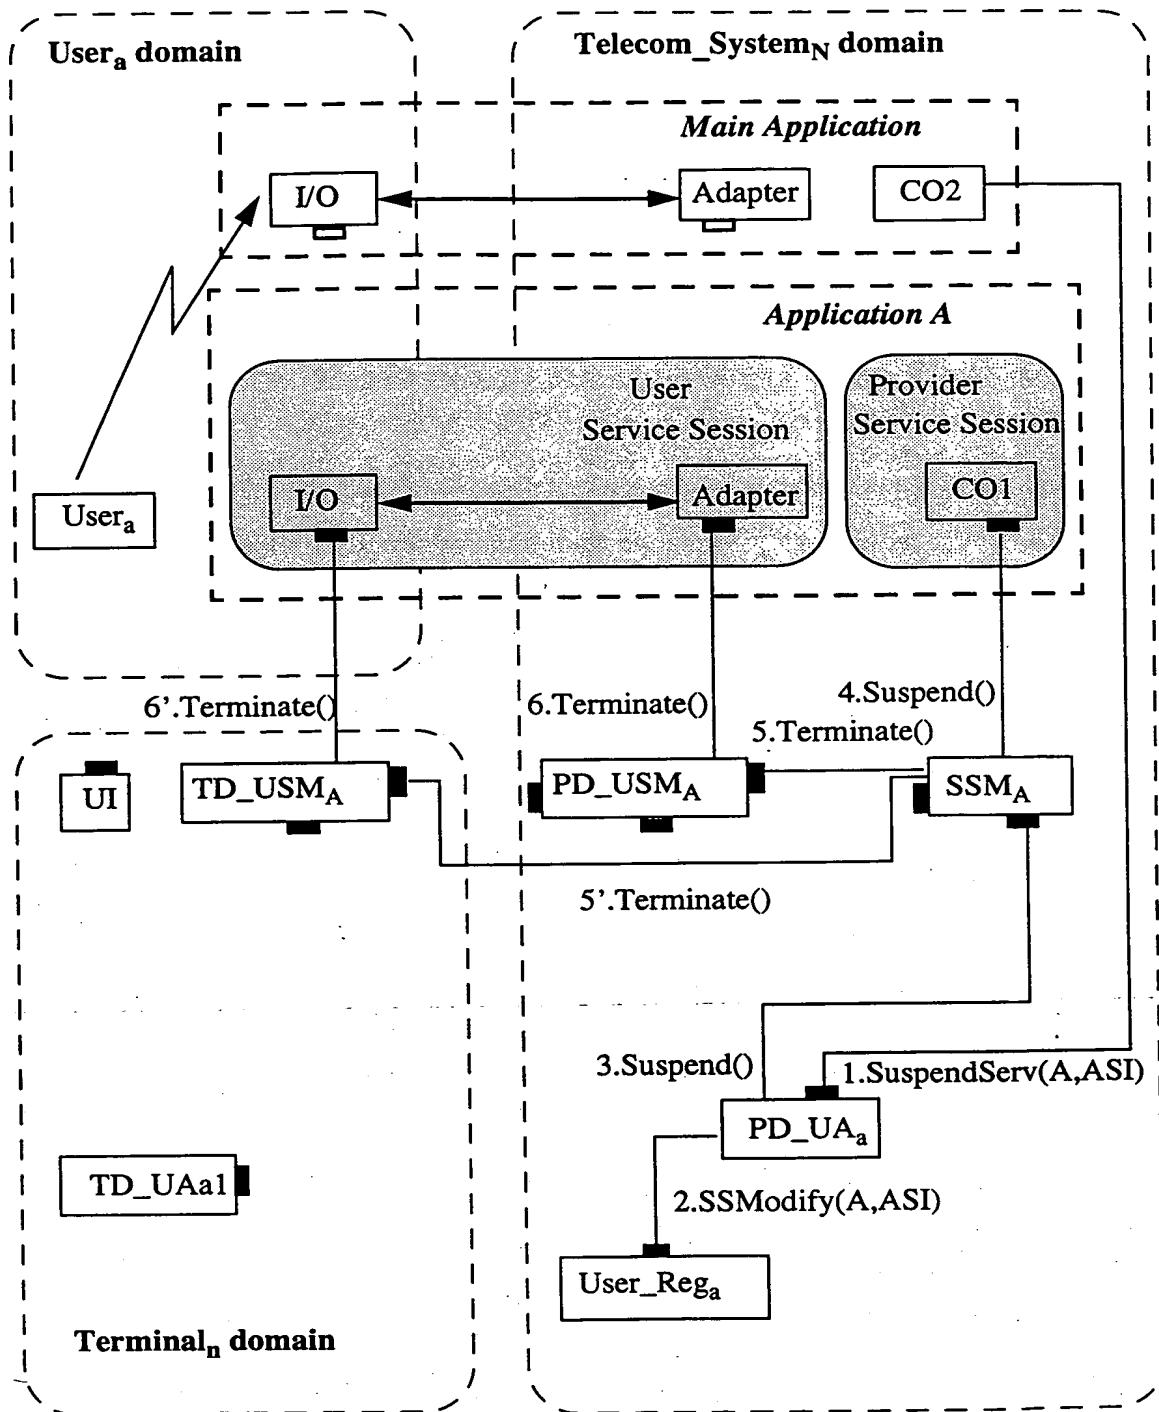 User_a domain
Telecom_System_N domain
Main Application
I/O
Adapter
CO2
Application A
User
Service Session
Provider
Service Session
I/O
Adapter
CO1
User_a
6'.Terminate()
6.Terminate()
4.Suspend()
5.Terminate()
UI
TD_USM_A
PD_USM_A
SSM_A
5'.Terminate()
3.Suspend()
1.SuspendServ(A,ASI)
PD_UA_a
TD_UAa1
2.SSModify(A,ASI)
User_Reg_a
Terminal_n domain